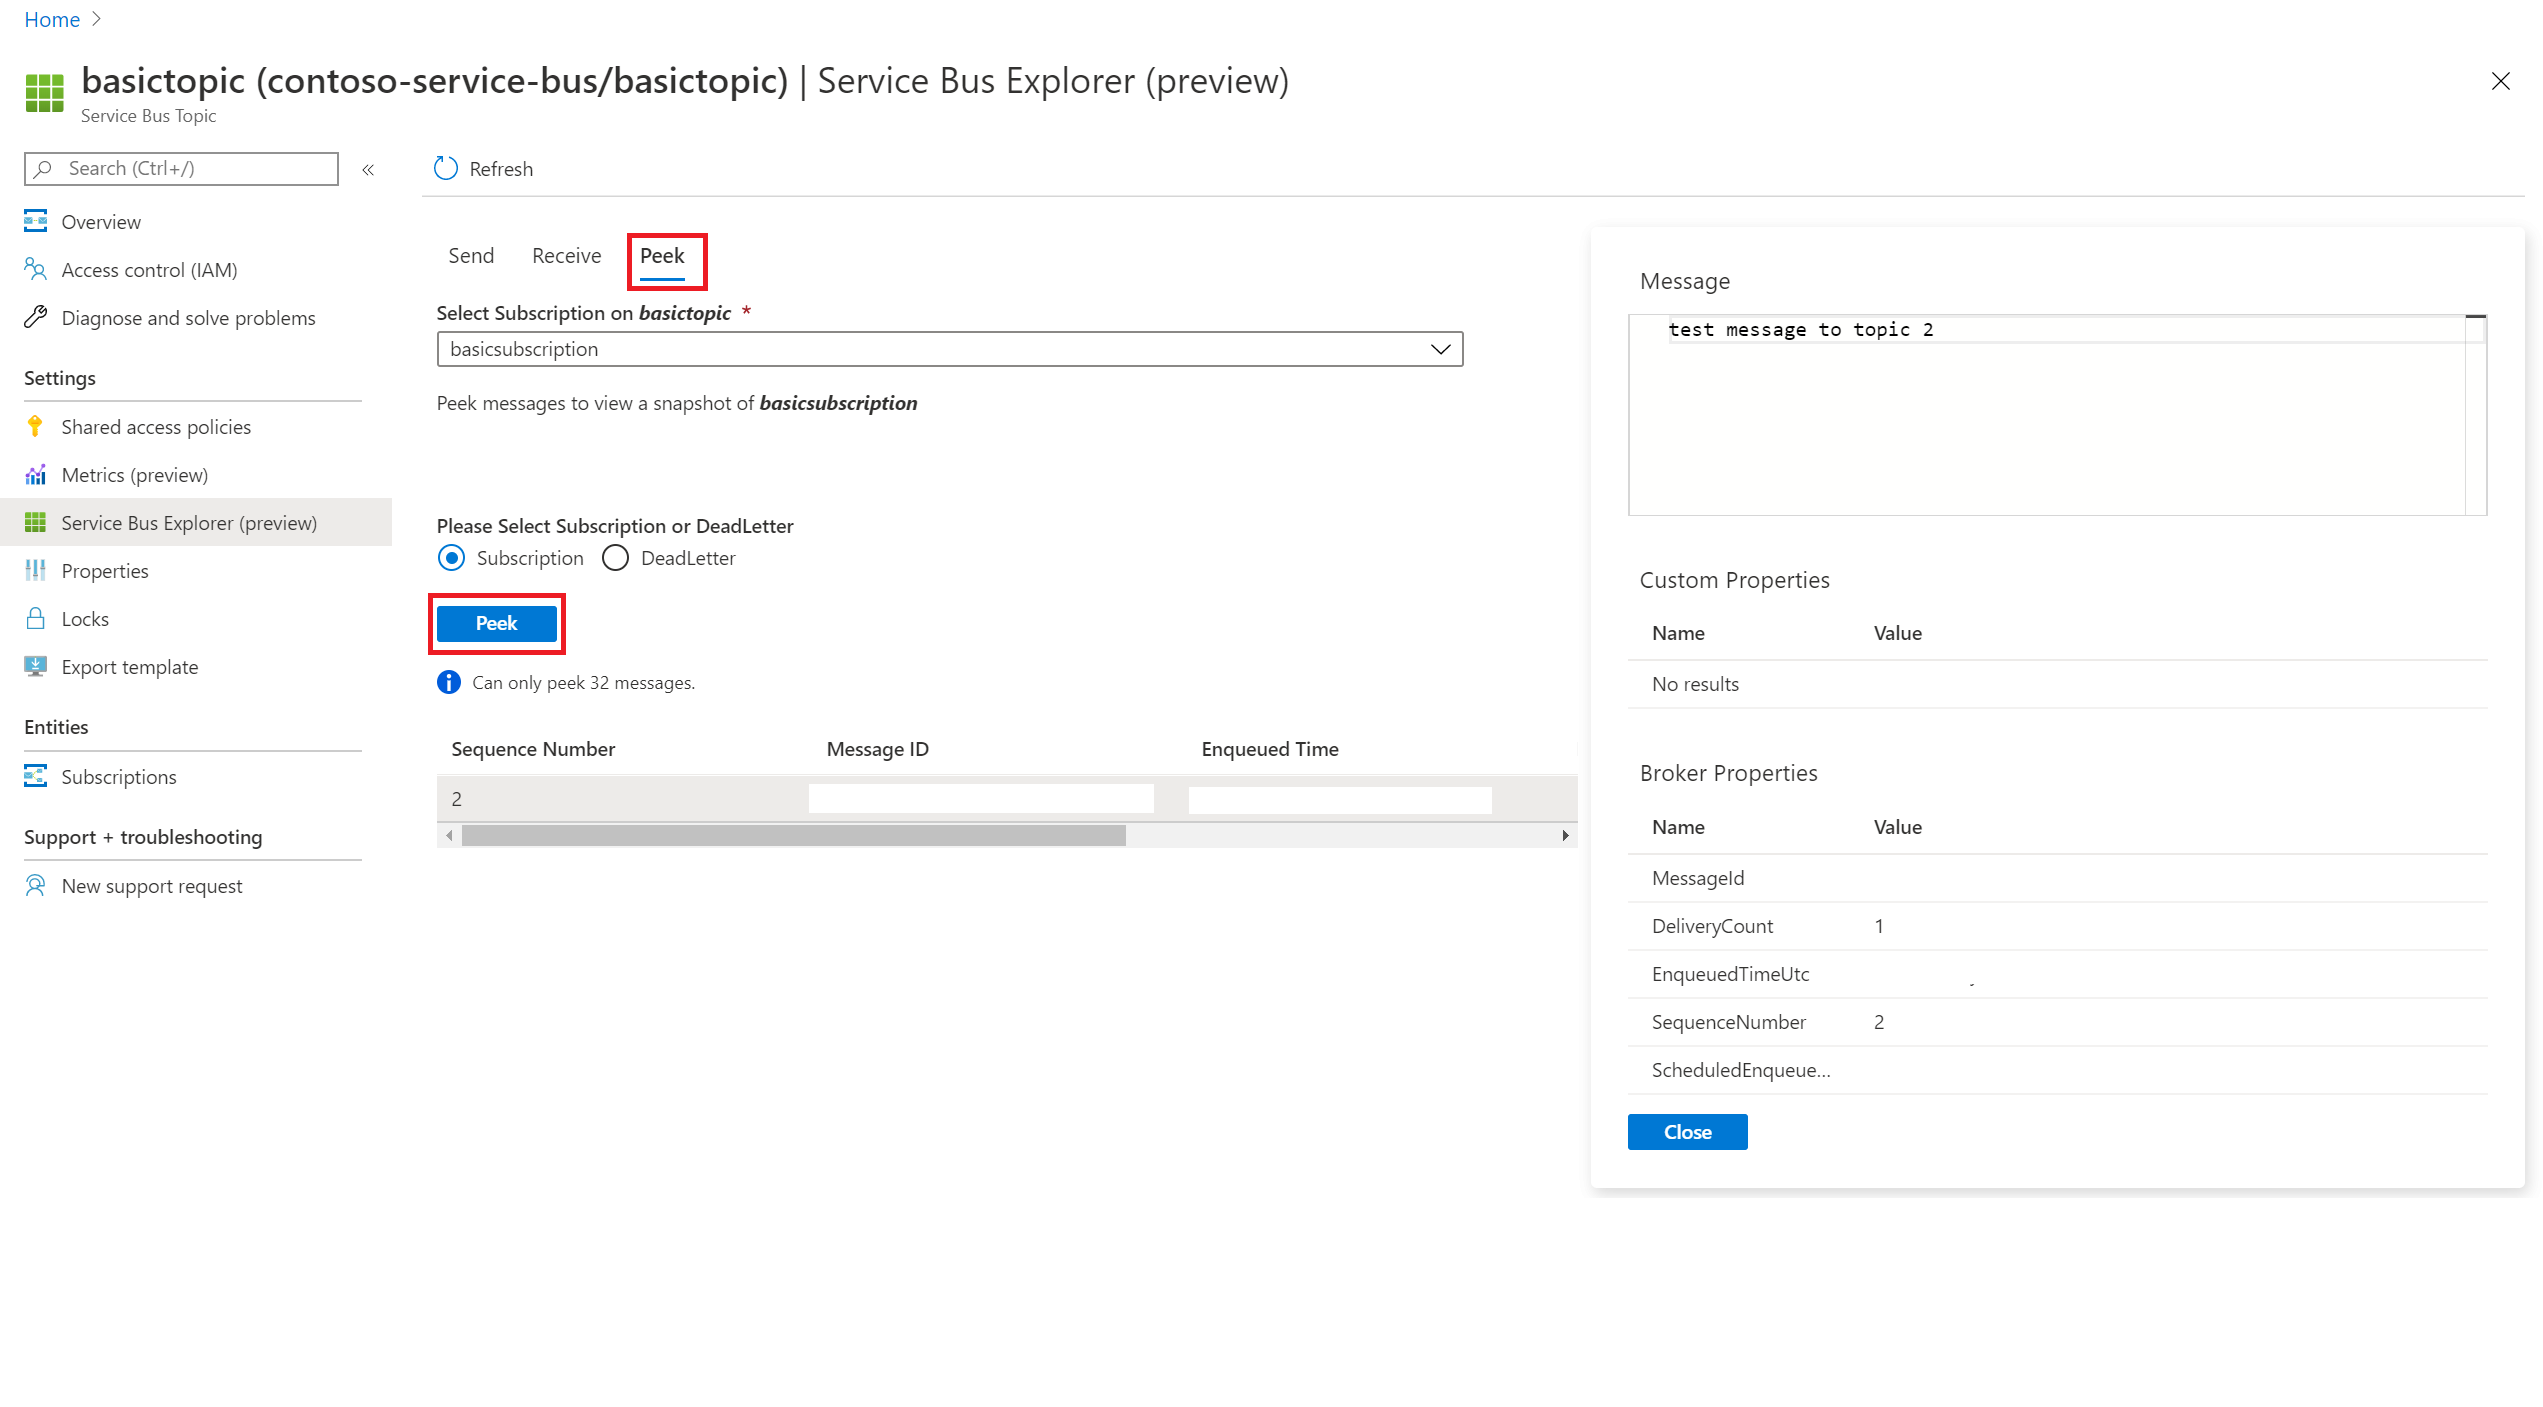 Home
basictopic (contoso-service-bus/basictopic) | Service Bus Explorer (preview)
Service Bus Topic
Search (Ctrl+/)
Overview
Access control (IAM)
Diagnose and solve problems
Settings
Shared access policies
Metrics (preview)
Service Bus Explorer (preview)
Properties
Locks
Export template
Entities
Subscriptions
Support + troubleshooting
New support request
Refresh
Send Receive Peek
Select Subscription on basictopic *
basicsubscription
Peek messages to view a snapshot of basicsubscription
Please Select Subscription or DeadLetter
Subscription DeadLetter
Peek
Can only peek 32 messages.
Sequence Number Message ID Enqueued Time
2
Message
test message to topic 2
Custom Properties
Name Value
No results
Broker Properties
Name Value
MessageId
DeliveryCount 1
EnqueuedTimeUtc
SequenceNumber 2
ScheduledEnqueue...
Close